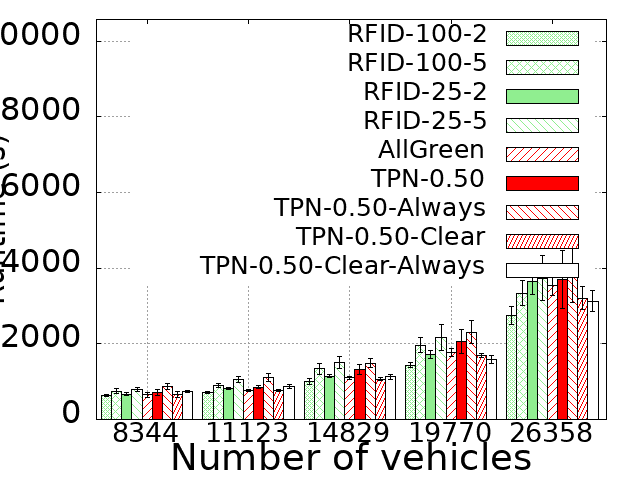 RFID-100-2
RFID-100-5
RFID-25-2
RFID-25-5
AllGreen
TPN-0.50
TPN-0.50-Always
TPN-0.50-Clear
TPN-0.50-Clear-Always
0000
8000
6000
4000
2000
0
8344 11123 14829 19770 26358
Number of vehicles